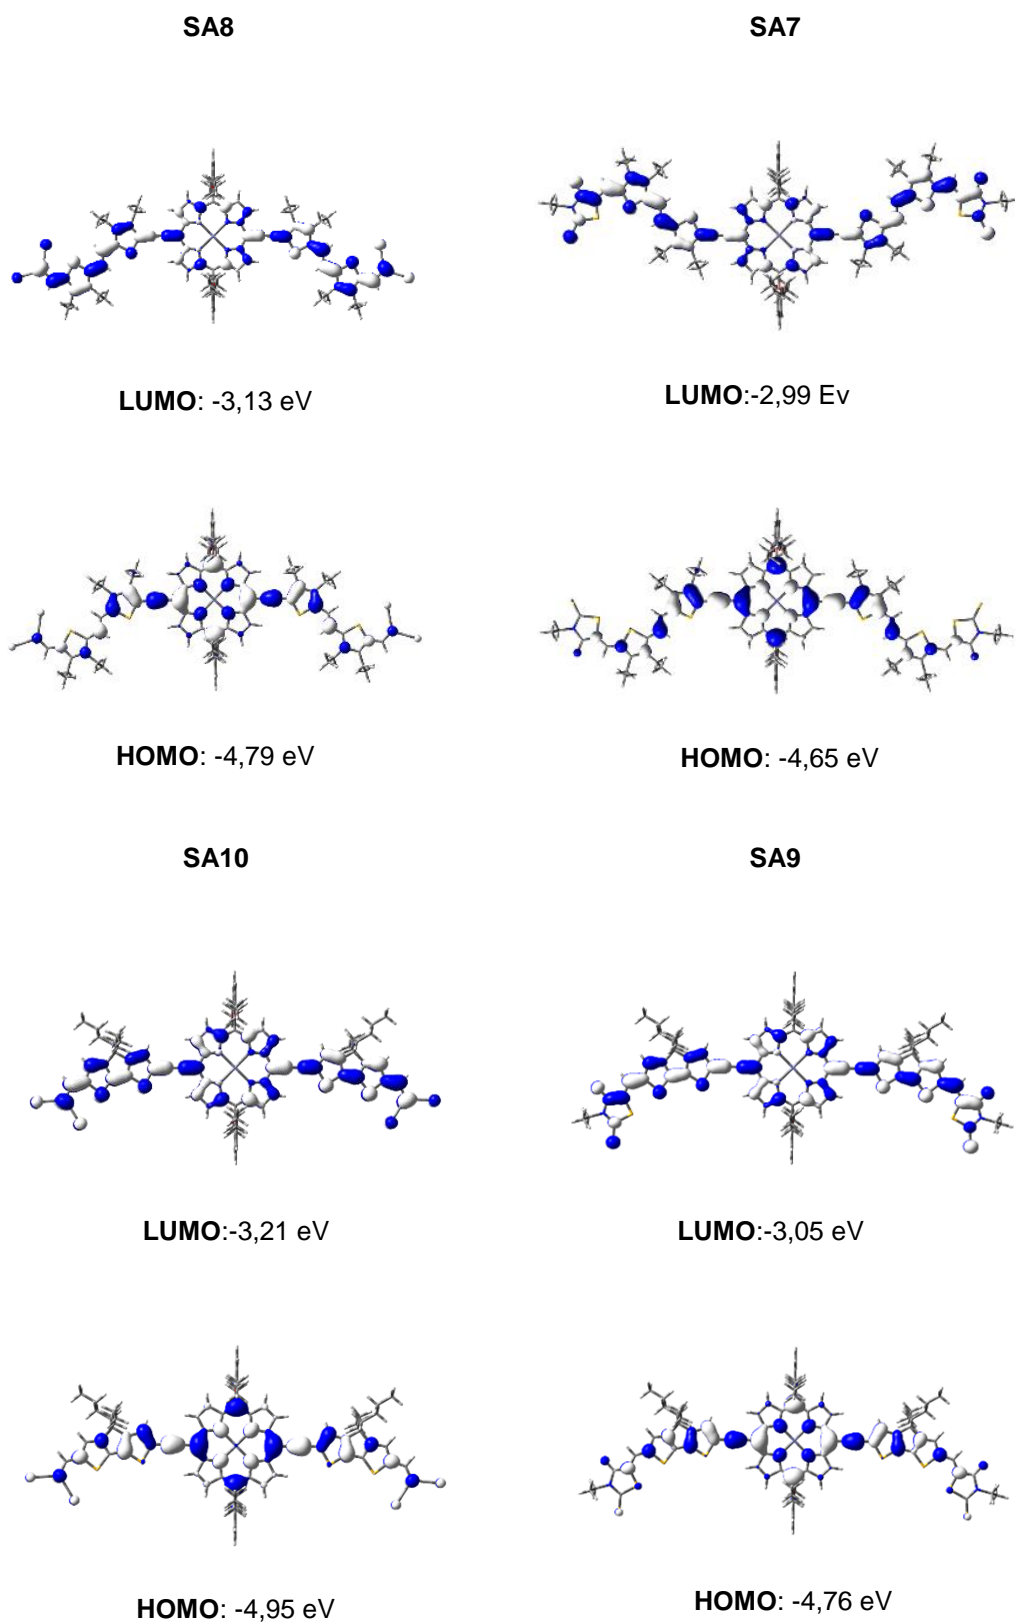 SA8
SA7
LUMO: -3,13 eV
LUMO:-2,99 Ev
HOMO: -4,79 eV
HOMO: -4,65 eV
SA10
SA9
LUMO:-3,21 eV
LUMO:-3,05 eV
HOMO: -4,95 eV
HOMO: -4,76 eV